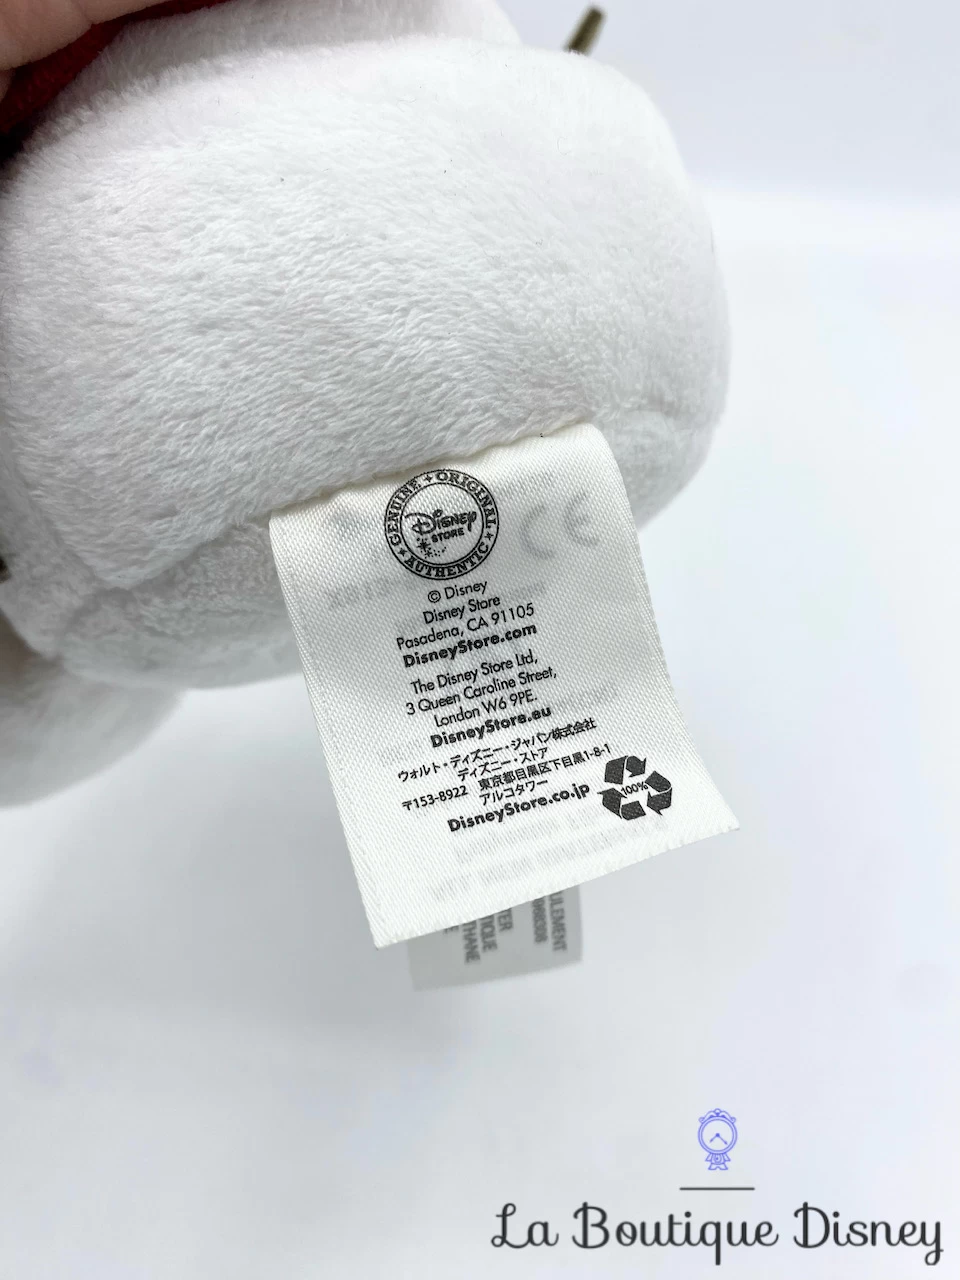 GENUINE ORIGINAL AUTHENTIC
Disney
STORE
CE
© Disney
Disney Store
Pasadena, CA 91105
DisneyStore.com
The Disney Store Ltd,
3 Queen Caroline Street,
London W6 9PE.
DisneyStore.eu
ウォルト・ディズニー・ジャパン株式会社
ディズニー・ストア
〒153-8922 東京都目黒区下目黒1-8-1
アルコタワー
DisneyStore.co.jp
100%
La Boutique Disney